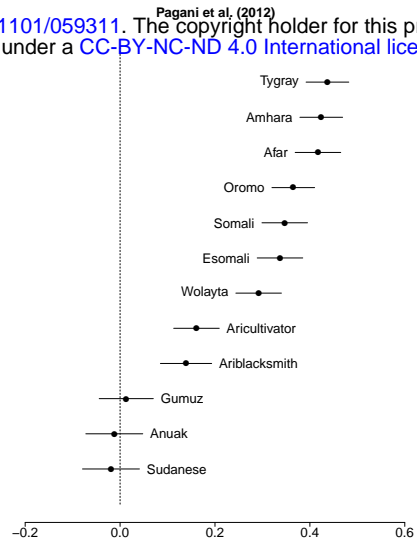 Pagani et al. (2012)
1101/059311. The copyright holder for this p
under a CC-BY-NC-ND 4.0 International lice
Tygray
Amhara
Afar
Oromo
Somali
Esomali
Wolayta
Aricultivator
Ariblacksmith
Gumuz
Anuak
Sudanese
−0.2 0.0 0.2 0.4 0.6